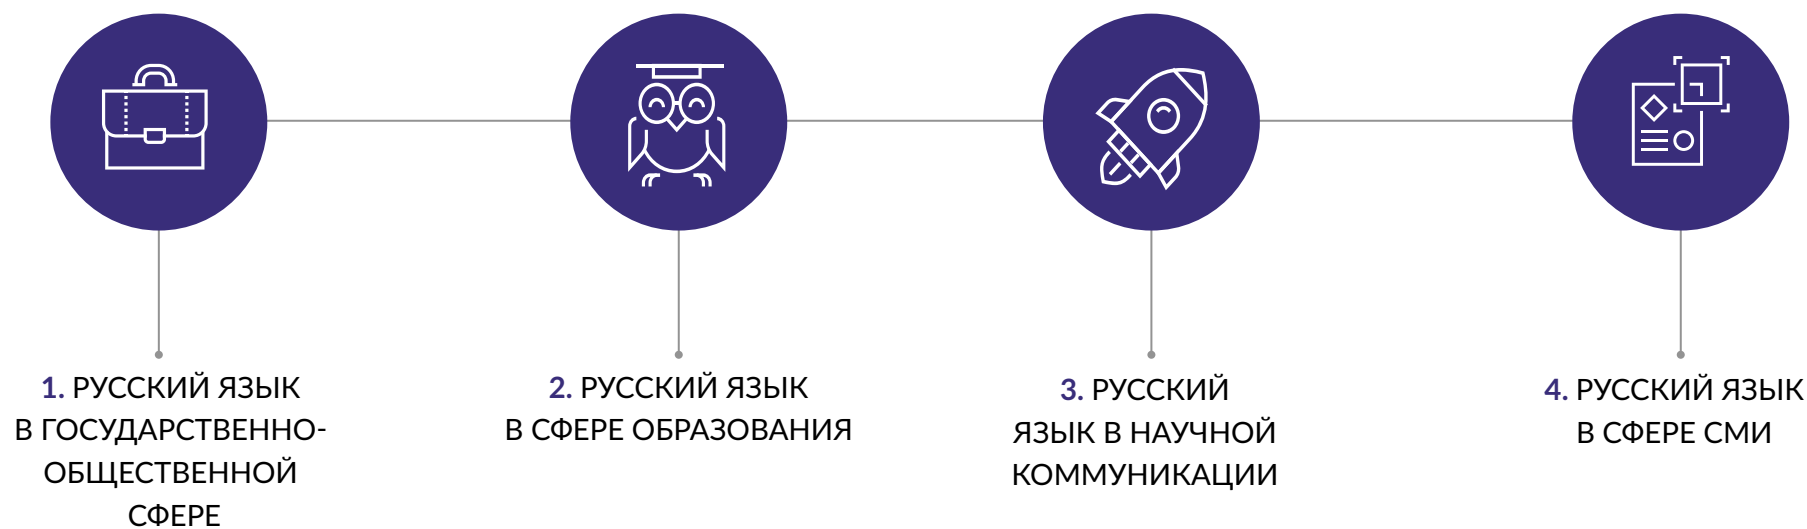 1. РУССКИЙ ЯЗЫК
В ГОСУДАРСТВЕННО-
ОБЩЕСТВЕННОЙ
СФЕРЕ
2. РУССКИЙ ЯЗЫК
В СФЕРЕ ОБРАЗОВАНИЯ
3. РУССКИЙ
ЯЗЫК В НАУЧНОЙ
КОММУНИКАЦИИ
4. РУССКИЙ ЯЗЫК
В СФЕРЕ СМИ